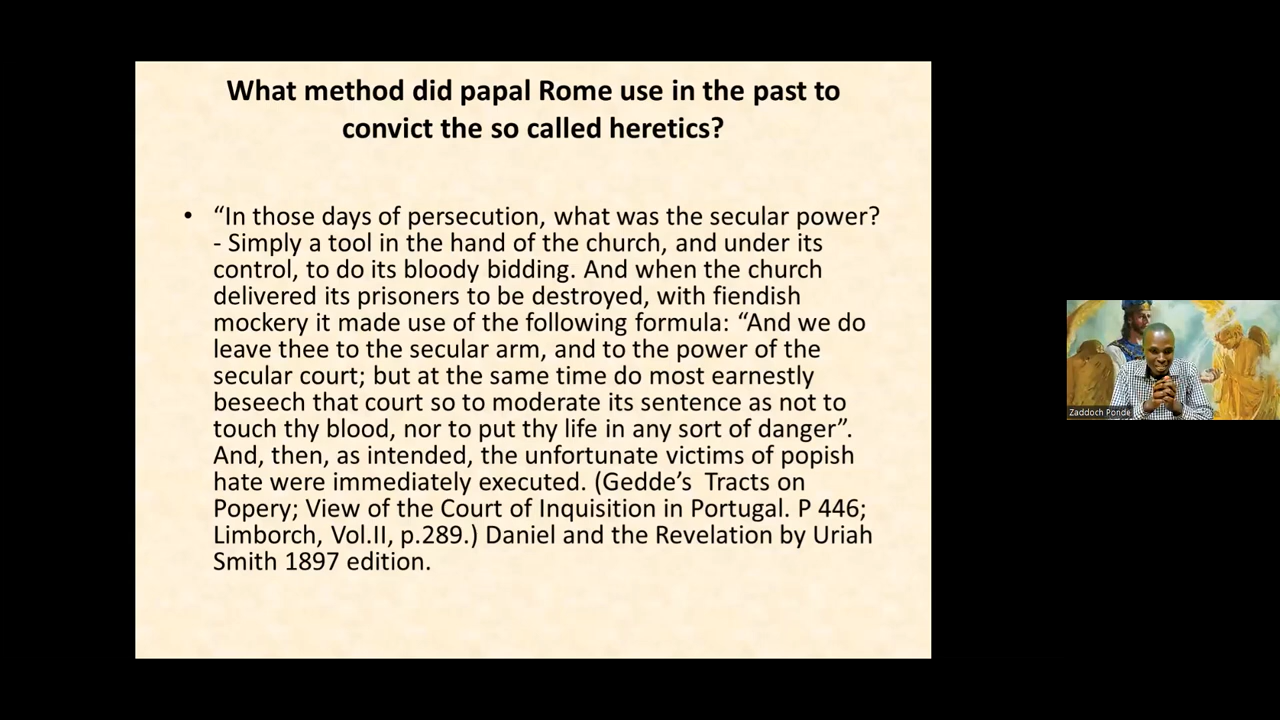 What method did papal Rome use in the past to
convict the so called heretics?
• “In those days of persecution, what was the secular power?
- Simply a tool in the hand of the church, and under its
control, to do its bloody bidding. And when the church
delivered its prisoners to be destroyed, with fiendish
mockery it made use of the following formula: “And we do
leave thee to the secular arm, and to the power of the
secular court; but at the same time do most earnestly
beseech that court so to moderate its sentence as not to
touch thy blood, nor to put thy life in any sort of danger”.
And, then, as intended, the unfortunate victims of popish
hate were immediately executed. (Gedde’s  Tracts on
Popery; View of the Court of Inquisition in Portugal. P 446;
Limborch, Vol.II, p.289.) Daniel and the Revelation by Uriah
Smith 1897 edition.
Zaddoch Ponde